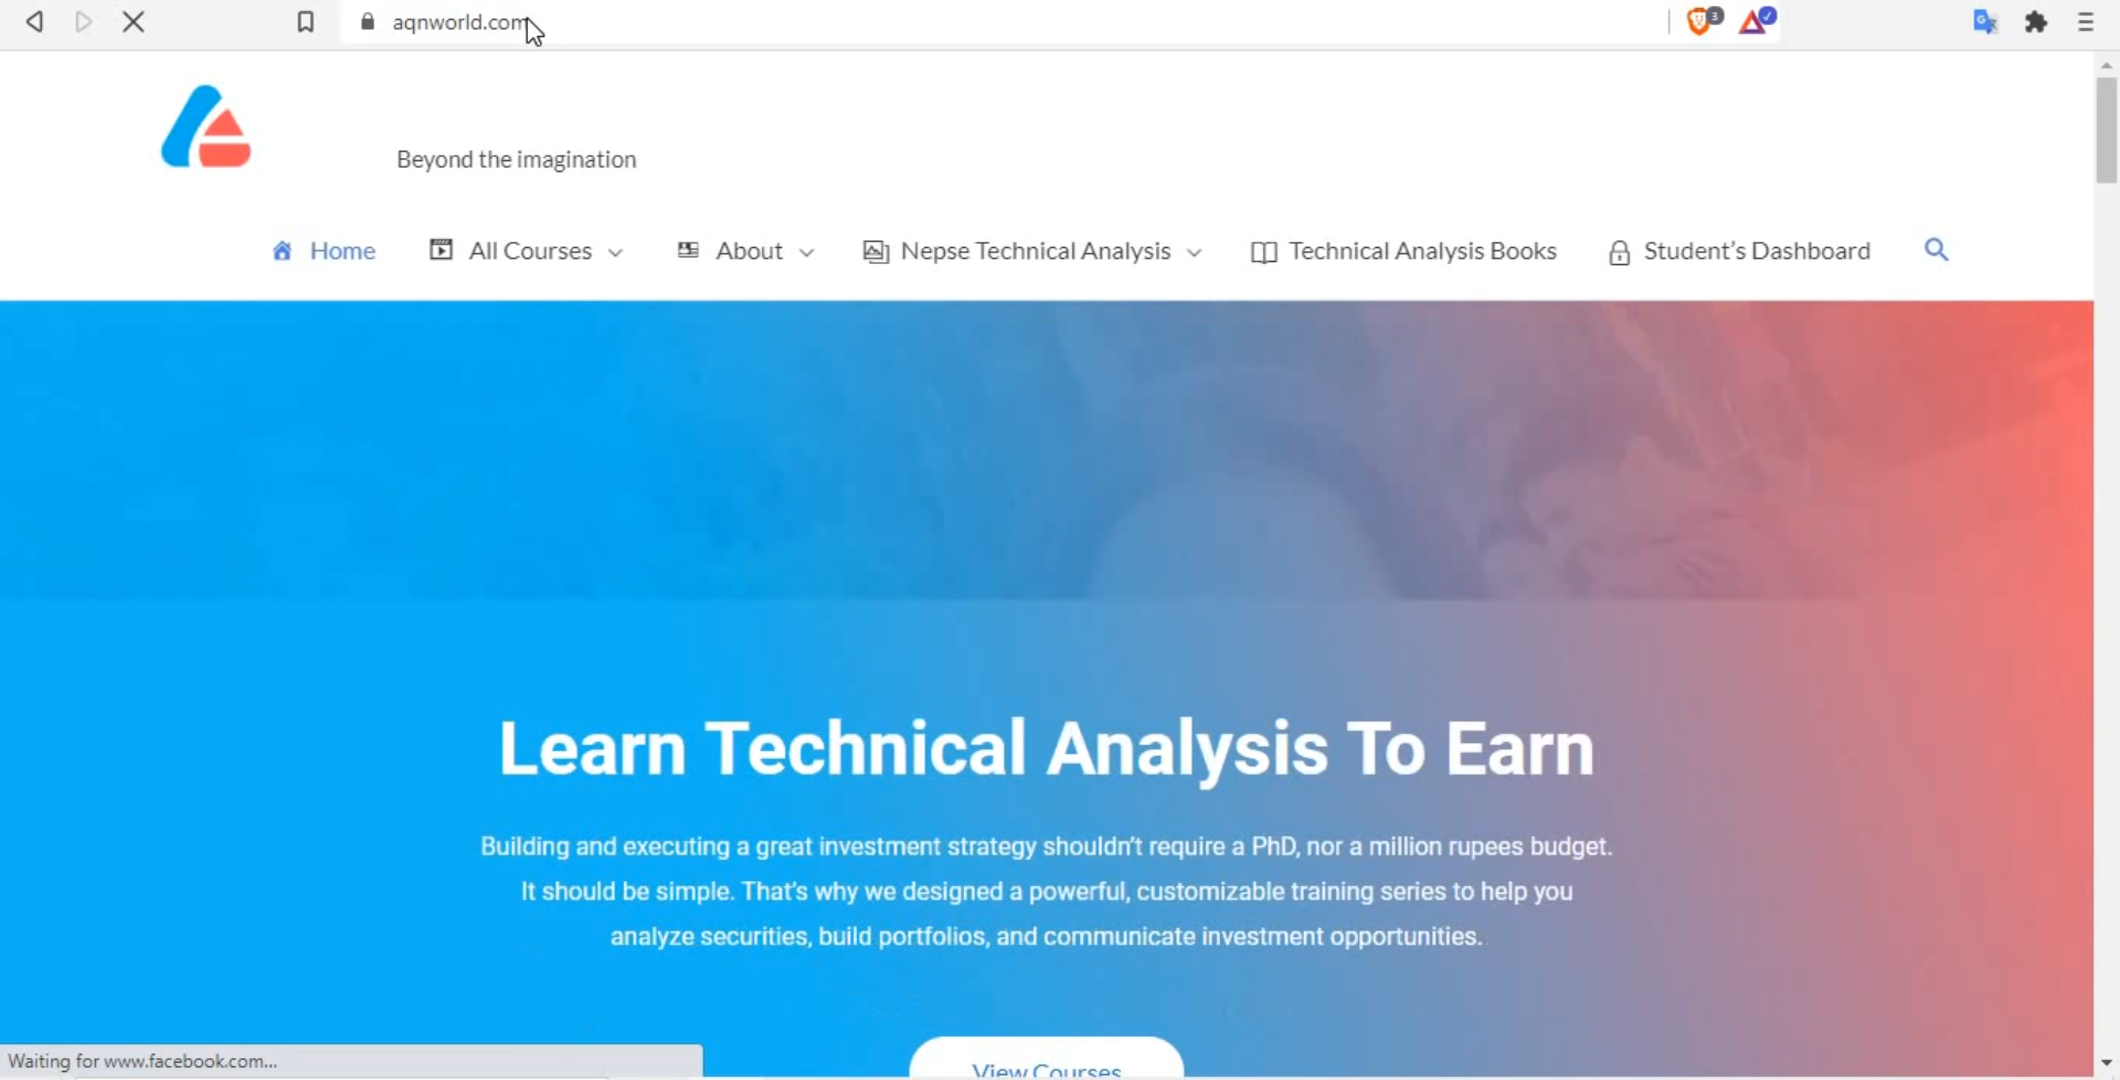 aqnworld.com
3
Beyond the imagination
Home All Courses About Nepse Technical Analysis Technical Analysis Books Student’s Dashboard
Learn Technical Analysis To Earn
Building and executing a great investment strategy shouldn’t require a PhD, nor a million rupees budget.
It should be simple. That’s why we designed a powerful, customizable training series to help you
analyze securities, build portfolios, and communicate investment opportunities.
View Courses
Waiting for www.facebook.com...